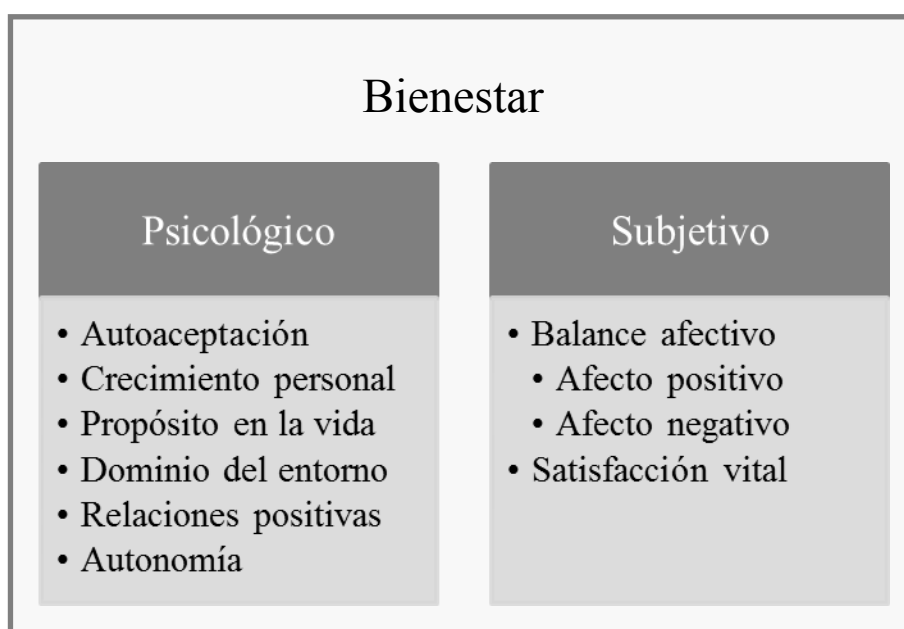 Bienestar
Psicológico
• Autoaceptación
• Crecimiento personal
• Propósito en la vida
• Dominio del entorno
• Relaciones positivas
• Autonomía
Subjetivo
• Balance afectivo
• Afecto positivo
• Afecto negativo
• Satisfacción vital